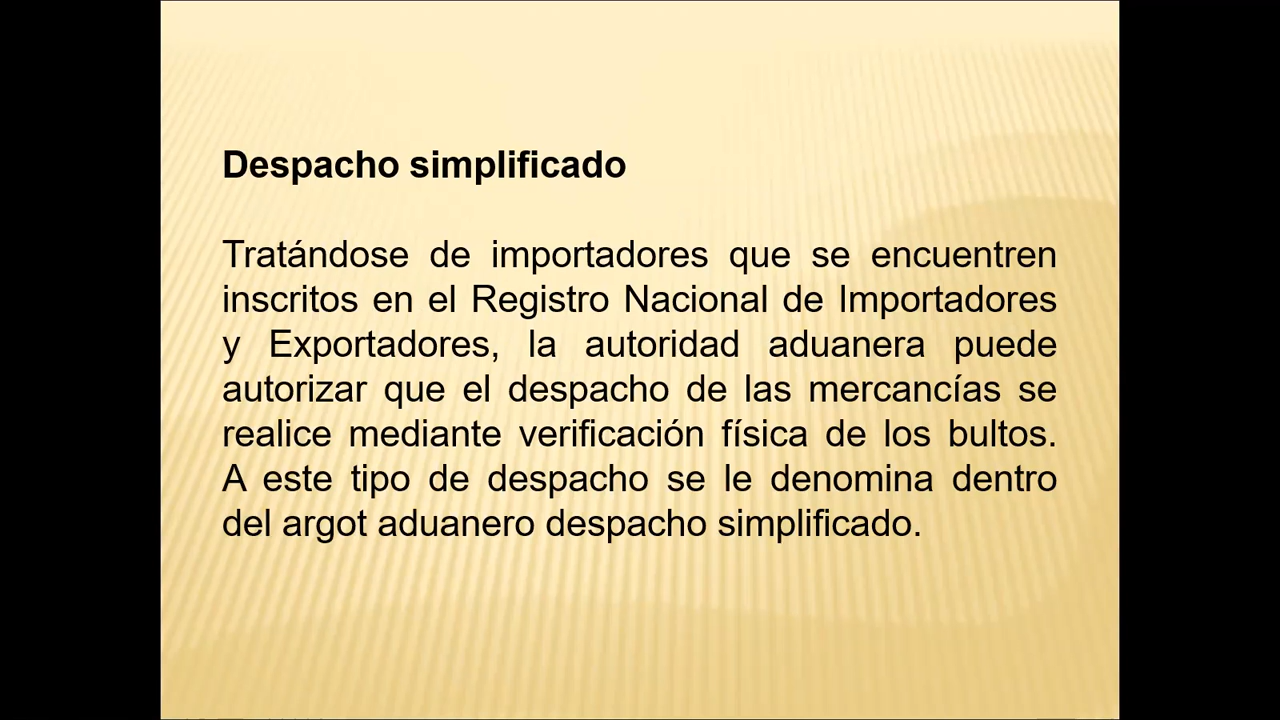 Despacho simplificado
Tratándose de importadores que se encuentren
inscritos en el Registro Nacional de Importadores
y Exportadores, la autoridad aduanera puede
autorizar que el despacho de las mercancías se
realice mediante verificación física de los bultos.
A este tipo de despacho se le denomina dentro
del argot aduanero despacho simplificado.